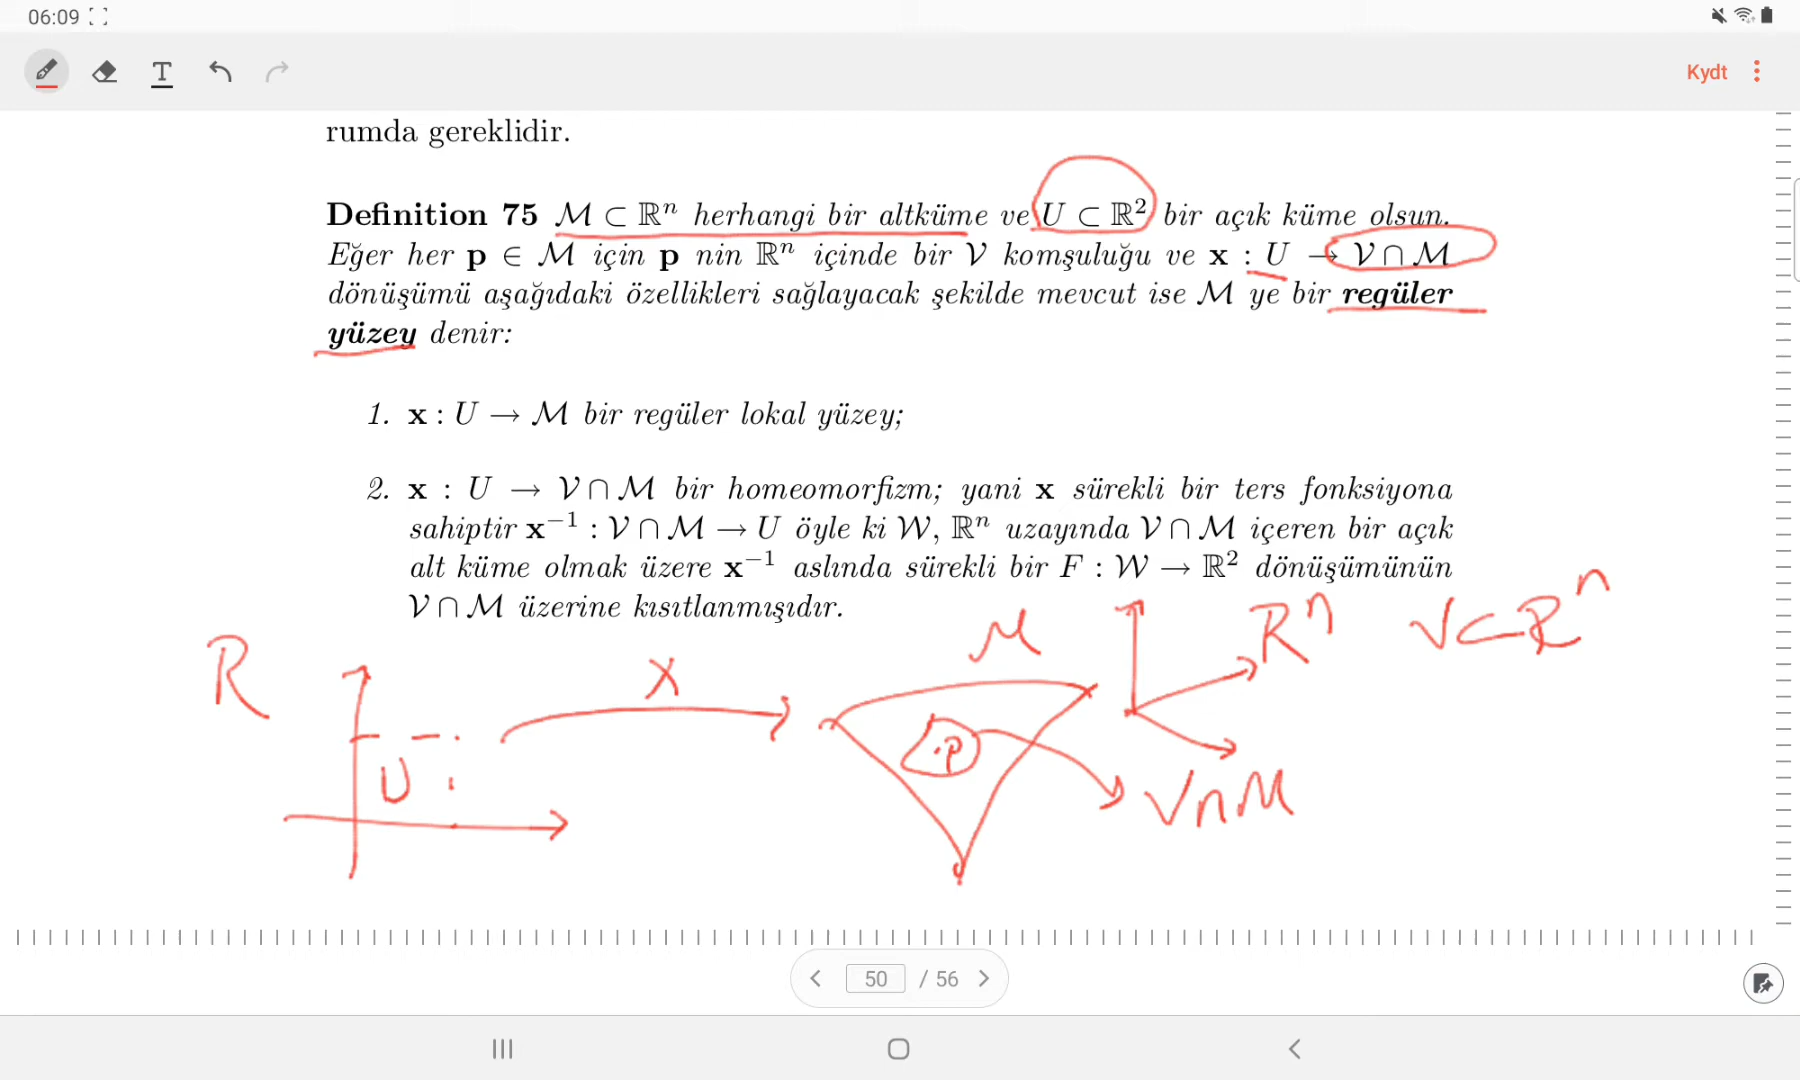 06:09
T
Kydt
rumda gereklidir.
Definition 75 ℳ ⊂ ℝⁿ herhangi bir altküme ve U ⊂ ℝ² bir açık küme olsun.
Eğer her p ∈ ℳ için p nin ℝⁿ içinde bir 𝒱 komşuluğu ve x : U → 𝒱 ∩ ℳ
dönüşümü aşağıdaki özellikleri sağlayacak şekilde mevcut ise ℳ ye bir regüler
yüzey denir:
1. x : U → ℳ bir regüler lokal yüzey;
2. x : U → 𝒱 ∩ ℳ bir homeomorfizm; yani x sürekli bir ters fonksiyona
sahiptir x⁻¹ : 𝒱 ∩ ℳ → U öyle ki 𝒲, ℝⁿ uzayında 𝒱 ∩ ℳ içeren bir açık
alt küme olmak üzere x⁻¹ aslında sürekli bir F : 𝒲 → ℝ² dönüşümünün
𝒱 ∩ ℳ üzerine kısıtlanmışıdır.
R
X
M
Rⁿ
V ⊂ Rⁿ
U
p
V ∩ M
50 / 56